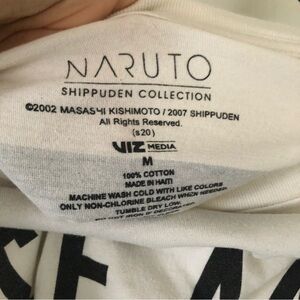 NARUTO
SHIPPUDEN COLLECTION
©2002 MASASHI KISHIMOTO / 2007 SHIPPUDEN
All Rights Reserved.
(s20)
VIZ MEDIA
M
100% COTTON
MADE IN HAITI
MACHINE WASH COLD WITH LIKE COLORS
ONLY NON-CHLORINE BLEACH WHEN NEEDED
TUMBLE DRY LOW